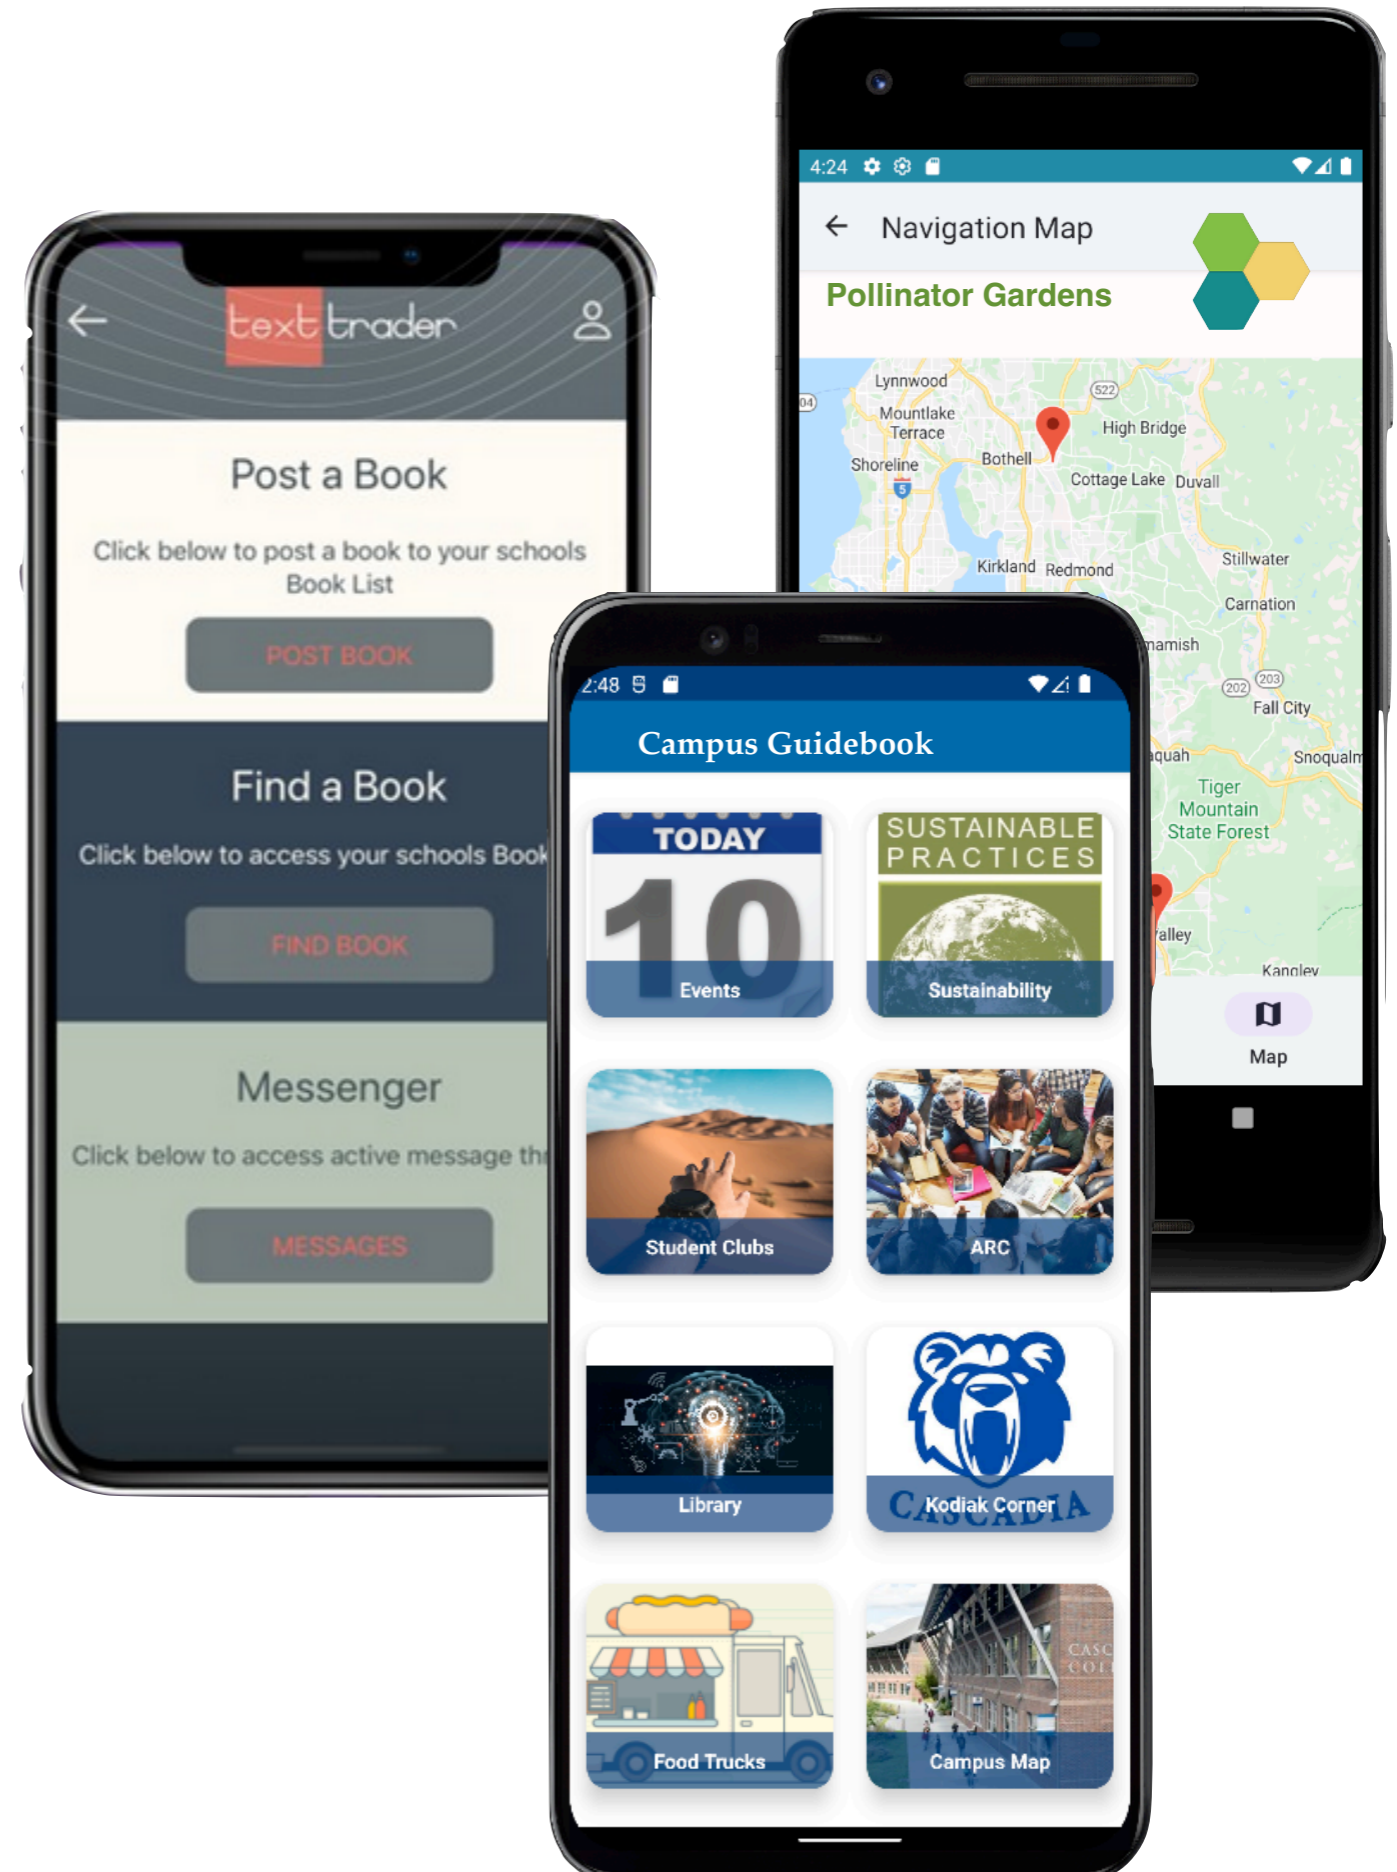 text trader
Post a Book
Click below to post a book to your schools
Book List
POST BOOK
Find a Book
Click below to access your schools Book
FIND BOOK
Messenger
Click below to access active message
MESSAGES
4:24
Navigation Map
Pollinator Gardens
Lynnwood
522
04
Mountlake
Terrace
High Bridge
Shoreline
Bothell
5
Cottage Lake
Duvall
Kirkland
Redmond
Stillwater
Carnation
mamish
202
203
Fall City
quah
Snoqualm
Tiger
Mountain
State Forest
alley
Kangley
Map
2:48
Campus Guidebook
TODAY
10
Events
SUSTAINABLE
PRACTICES
Sustainability
Student Clubs
ARC
Library
CASCADIA
Kodiak Corner
Food Trucks
CASC
COL
Campus Map